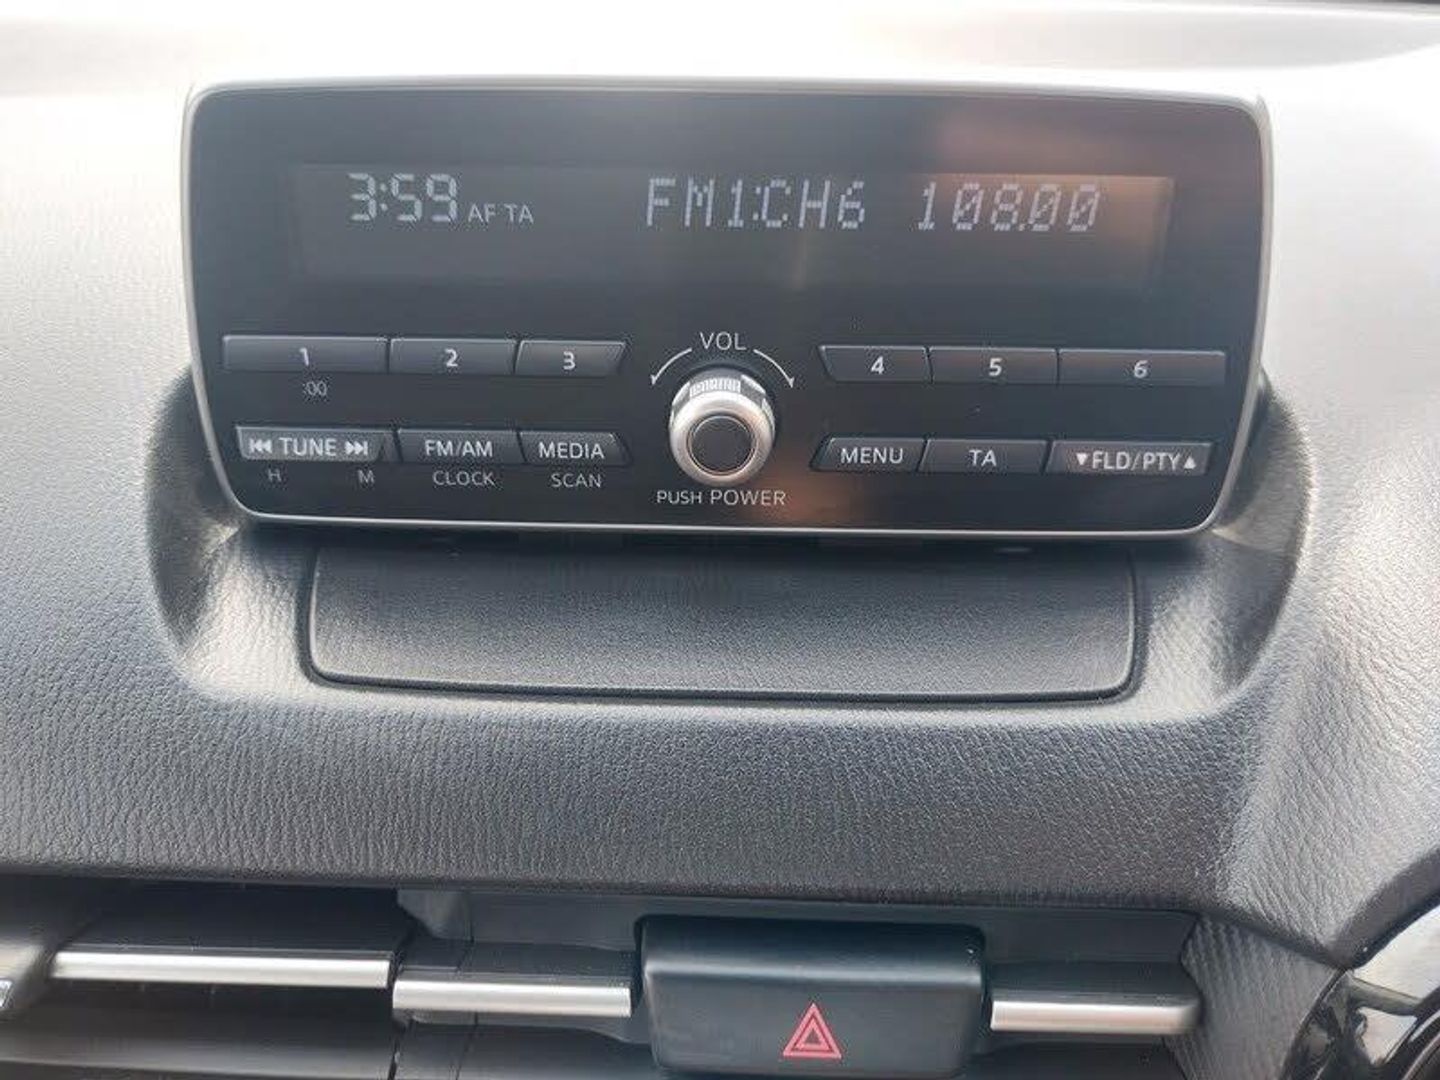 3:59 AF TA FM1:CH6 108.00
VOL
1 2 3 4 5 6
:00
⏮ TUNE ⏭ FM/AM MEDIA MENU TA ▼FLD/PTY▲
H M CLOCK SCAN
PUSH POWER